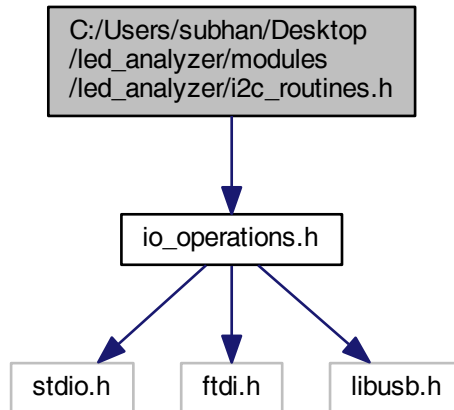 C:/Users/subhan/Desktop
/led_analyzer/modules
/led_analyzer/i2c_routines.h
io_operations.h
stdio.h
ftdi.h
libusb.h